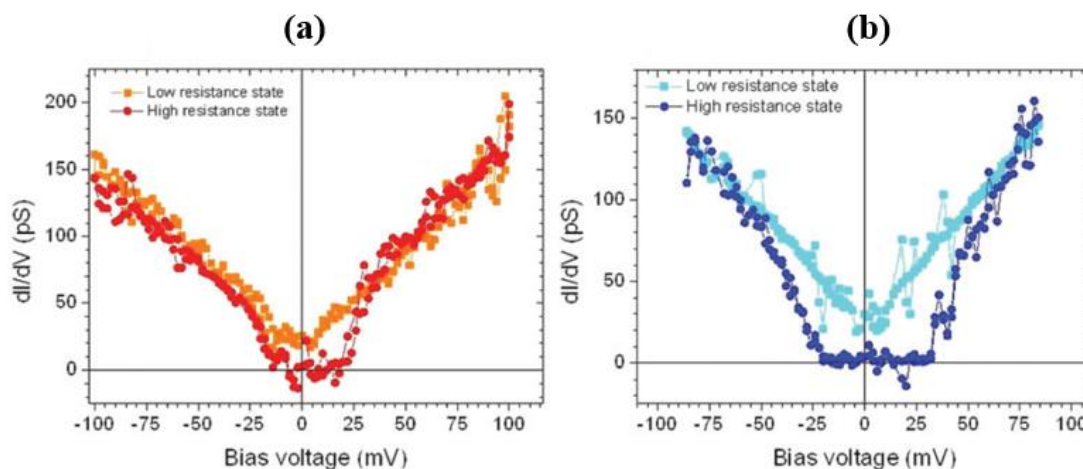 (a)
(b)
Low resistance state
High resistance state
dI/dV (pS)
200
150
100
50
0
-100 -75 -50 -25 0 25 50 75 100
Bias voltage (mV)
Low resistance state
High resistance state
dI/dV (pS)
150
100
50
0
-100 -75 -50 -25 0 25 50 75 100
Bias voltage (mV)